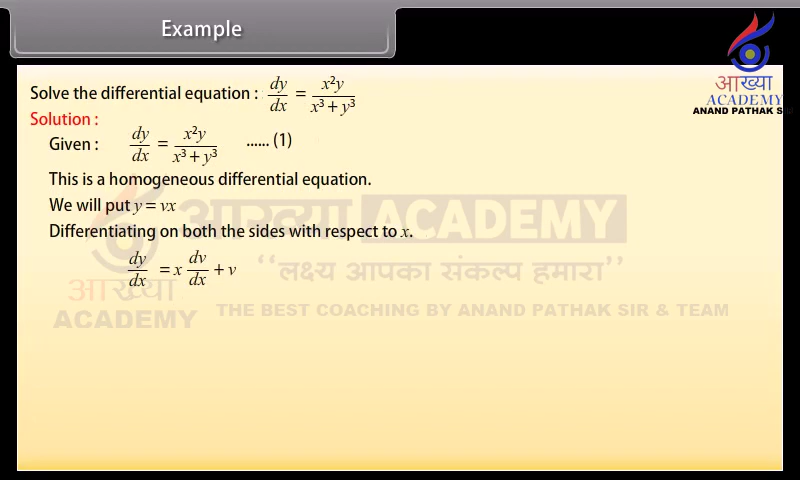 Example
आख्या
ACADEMY
ANAND PATHAK SIR
Solve the differential equation : dy/dx = x²y/(x³ + y³)
Solution :
Given : dy/dx = x²y/(x³ + y³) ...... (1)
This is a homogeneous differential equation.
We will put y = vx
आख्या ACADEMY
Differentiating on both the sides with respect to x.
dy/dx = x dv/dx + v
‘‘लक्ष्य आपका संकल्प हमारा’’
आख्या
ACADEMY
THE BEST COACHING BY ANAND PATHAK SIR & TEAM